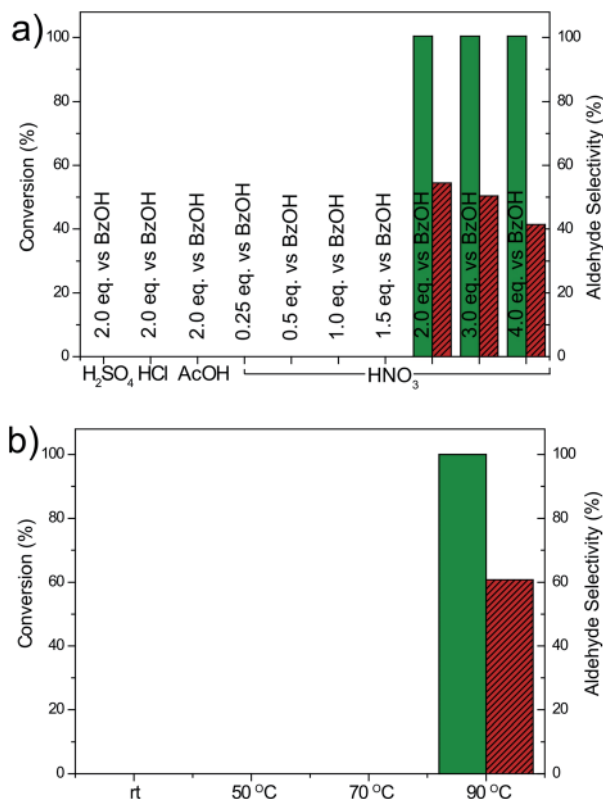 a)
Conversion (%)
100
80
60
40
20
0
2.0 eq. vs BzOH
2.0 eq. vs BzOH
2.0 eq. vs BzOH
0.25 eq. vs BzOH
0.5 eq. vs BzOH
1.0 eq. vs BzOH
1.5 eq. vs BzOH
2.0 eq. vs BzOH
3.0 eq. vs BzOH
4.0 eq. vs BzOH
100
80
60
40
20
0
Aldehyde Selectivity (%)
H₂SO₄ HCl AcOH HNO₃
b)
Conversion (%)
100
80
60
40
20
0
100
80
60
40
20
0
Aldehyde Selectivity (%)
rt 50 °C 70 °C 90 °C